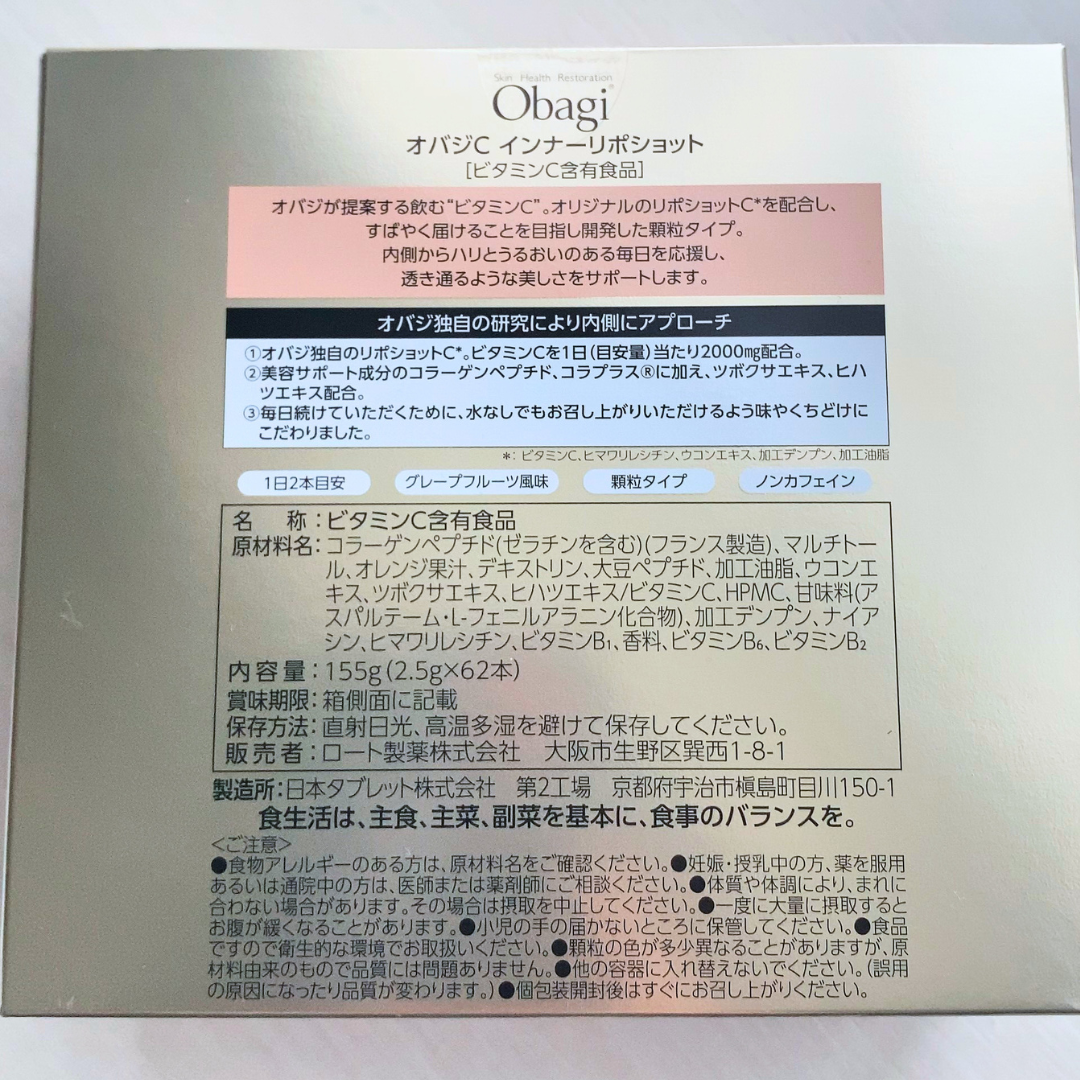 Skin Health Restoration
Obagi
オバジC インナーリポショット
[ビタミンC含有食品]
オバジが提案する飲む“ビタミンC”。オリジナルのリポショットC*を配合し、
すばやく届けることを目指し開発した顆粒タイプ。
内側からハリとうるおいのある毎日を応援し、
透き通るような美しさをサポートします。
オバジ独自の研究により内側にアプローチ
①オバジ独自のリポショットC*。ビタミンCを1日(目安量)当たり2000㎎配合。
②美容サポート成分のコラーゲンペプチド、コラプラス®に加え、ツボクサエキス、ヒハ
ツエキス配合。
③毎日続けていただくために、水なしでもお召し上がりいただけるよう味やくちどけに
こだわりました。
*: ビタミンC、ヒマワリレシチン、ウコンエキス、加工デンプン、加工油脂
1日2本目安
グレープフルーツ風味
顆粒タイプ
ノンカフェイン
名 称:ビタミンC含有食品
原材料名:コラーゲンペプチド(ゼラチンを含む)(フランス製造)、マルチトー
ル、オレンジ果汁、デキストリン、大豆ペプチド、加工油脂、ウコンエ
キス、ツボクサエキス、ヒハツエキス/ビタミンC、HPMC、甘味料(ア
スパルテーム・L-フェニルアラニン化合物)、加工デンプン、ナイア
シン、ヒマワリレシチン、ビタミンB₁、香料、ビタミンB₆、ビタミンB₂
内容量:155g(2.5g×62本)
賞味期限:箱側面に記載
保存方法:直射日光、高温多湿を避けて保存してください。
販売者:ロート製薬株式会社 大阪市生野区巽西1-8-1
製造所:日本タブレット株式会社 第2工場 京都府宇治市槇島町目川150-1
食生活は、主食、主菜、副菜を基本に、食事のバランスを。
<ご注意>
●食物アレルギーのある方は、原材料名をご確認ください。●妊娠・授乳中の方、薬を服用
あるいは通院中の方は、医師または薬剤師にご相談ください。●体質や体調により、まれに
合わない場合があります。その場合は摂取を中止してください。●一度に大量に摂取すると
お腹が緩くなることがあります。●小児の手の届かないところに保管してください。●食品
ですので衛生的な環境でお取扱いください。●顆粒の色が多少異なることがありますが、原
材料由来のもので品質には問題ありません。●他の容器に入れ替えないでください。(誤用
の原因になったり品質が変わります。)●個包装開封後はすぐにお召し上がりください。